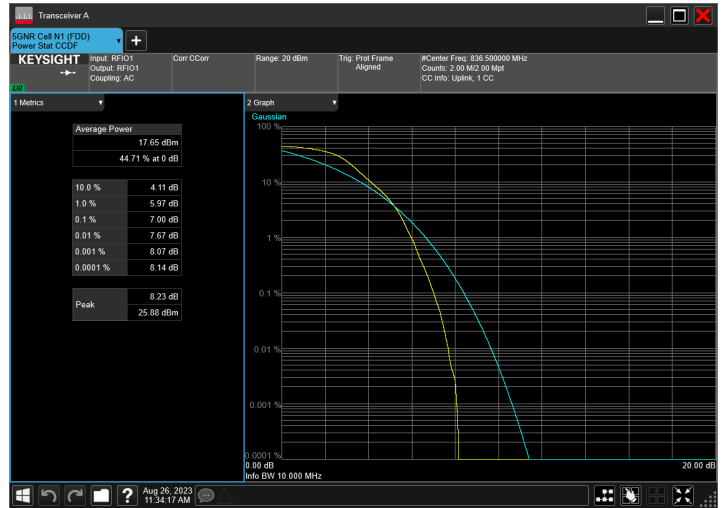 Transceiver A
5GNR Cell N1 (FDD)
Power Stat CCDF
KEYSIGHT
LXI
Input: RFIO1
Output: RFIO1
Coupling: AC
Corr CCorr
Range: 20 dBm
Trig: Prot Frame
Aligned
#Center Freq: 836.500000 MHz
Counts: 2.00 M/2.00 Mpt
CC Info: Uplink, 1 CC
1 Metrics
Average Power
17.65 dBm
44.71 % at 0 dB
10.0 % 4.11 dB
1.0 % 5.97 dB
0.1 % 7.00 dB
0.01 % 7.67 dB
0.001 % 8.07 dB
0.0001 % 8.14 dB
Peak
8.23 dB
25.88 dBm
2 Graph
Gaussian
100 %
10 %
1 %
0.1 %
0.01 %
0.001 %
0.0001 %
0.00 dB
20.00 dB
Info BW 10.000 MHz
?
Aug 26, 2023
11:34:17 AM